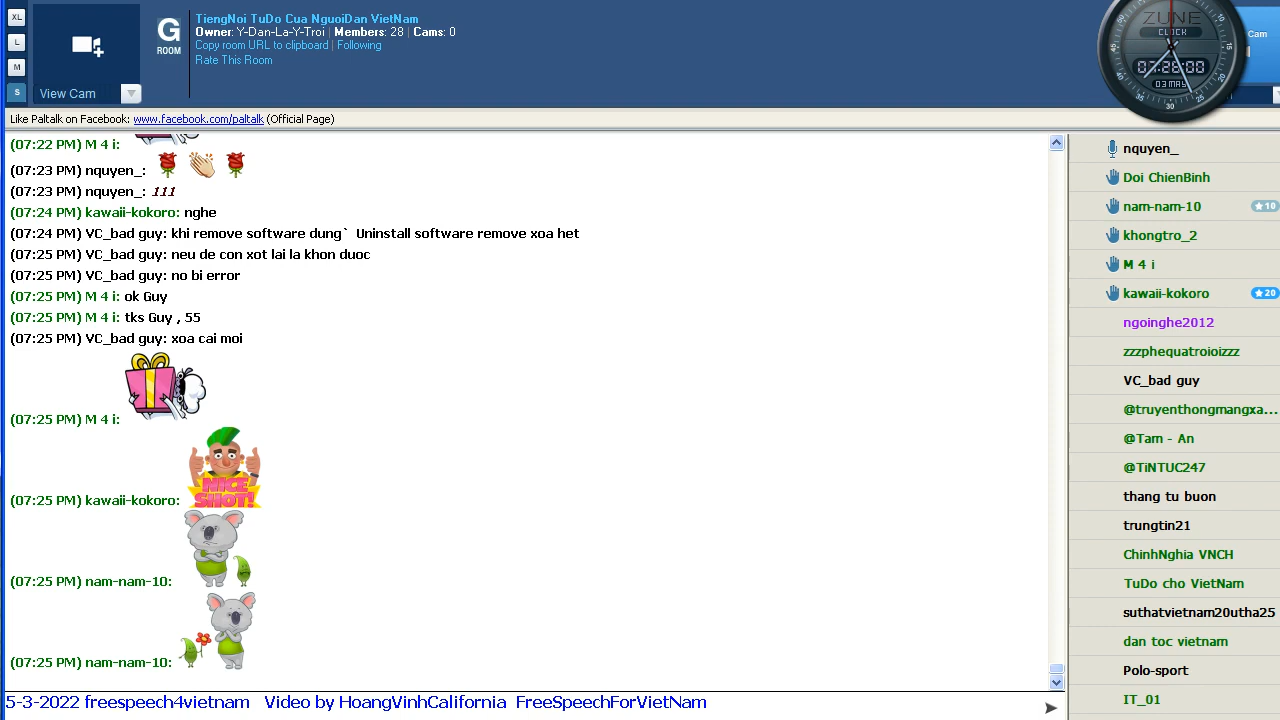 XL
L
M
S
View Cam
G
ROOM
TiengNoi TuDo Cua NguoiDan VietNam
Owner: Y-Dan-La-Y-Troi | Members: 28 | Cams: 0
Copy room URL to clipboard | Following
Rate This Room
ZUNE
CLOCK
07:28:00
03 MAY
Cam
Like Paltalk on Facebook: www.facebook.com/paltalk (Official Page)
(07:22 PM) M 4 i:
(07:23 PM) nquyen_:
(07:23 PM) nquyen_: 111
(07:24 PM) kawaii-kokoro: nghe
(07:24 PM) VC_bad guy: khi remove software dung` Uninstall software remove xoa het
(07:25 PM) VC_bad guy: neu de con xot lai la khon duoc
(07:25 PM) VC_bad guy: no bi error
(07:25 PM) M 4 i: ok Guy
(07:25 PM) M 4 i: tks Guy , 55
(07:25 PM) VC_bad guy: xoa cai moi
(07:25 PM) M 4 i:
NICE
SHOT!
(07:25 PM) kawaii-kokoro:
(07:25 PM) nam-nam-10:
(07:25 PM) nam-nam-10:
5-3-2022 freespeech4vietnam Video by HoangVinhCalifornia FreeSpeechForVietNam
nquyen_
Doi ChienBinh
nam-nam-10 ★10
khongtro_2
M 4 i
kawaii-kokoro ★20
ngoinghe2012
zzzphequatroioizzz
VC_bad guy
@truyenthongmangxa...
@Tam - An
@TiNTUC247
thang tu buon
trungtin21
ChinhNghia VNCH
TuDo cho VietNam
suthatvietnam20utha25
dan toc vietnam
Polo-sport
IT_01